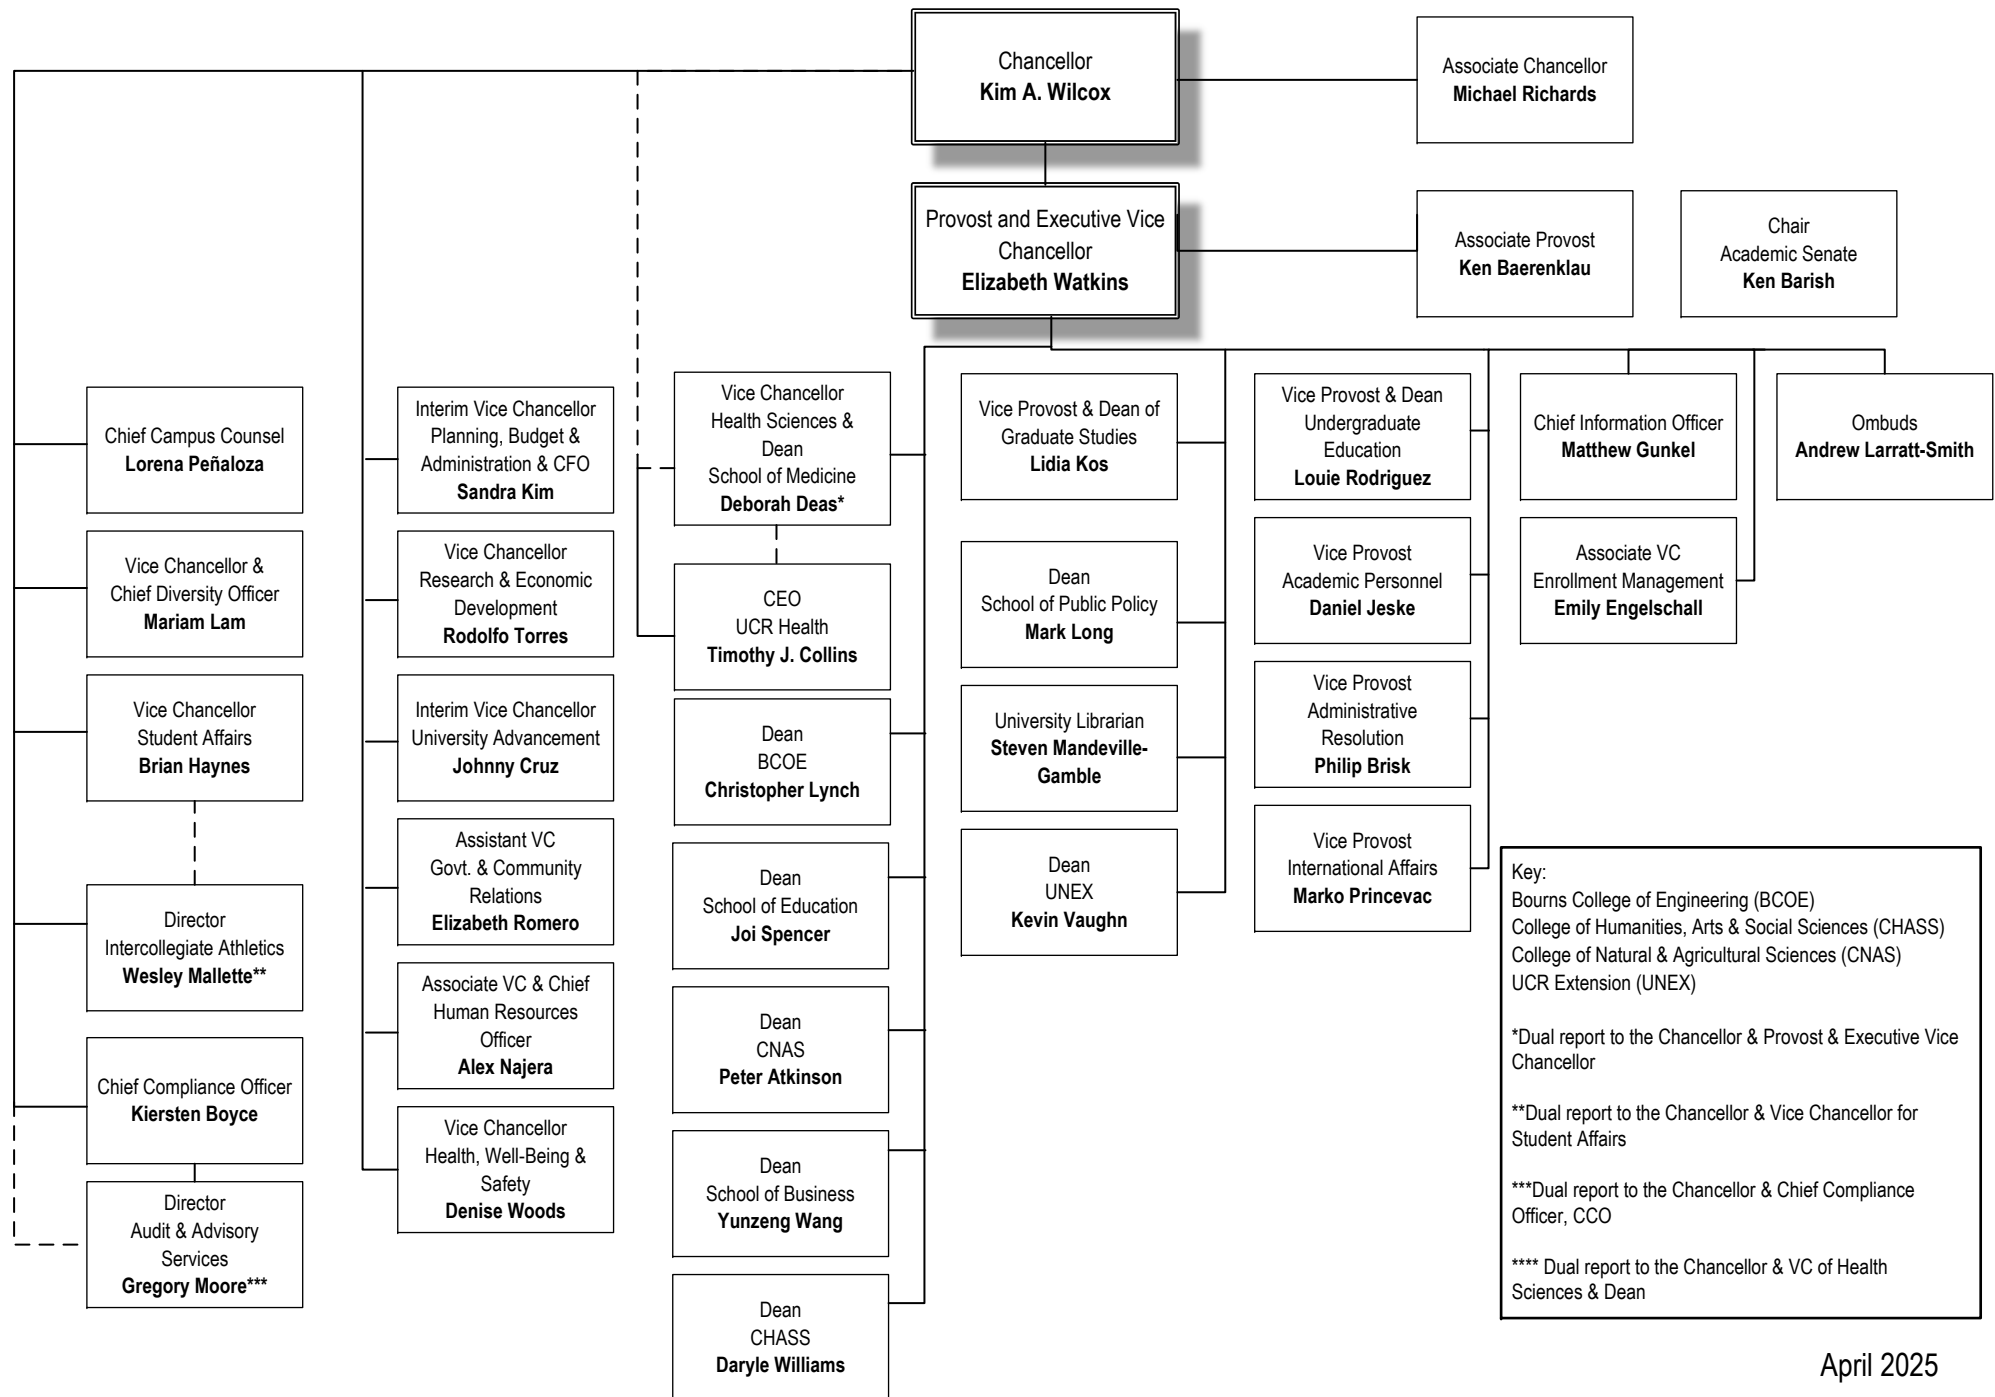 Chancellor
Kim A. Wilcox
Associate Chancellor
Michael Richards
Provost and Executive Vice
Chancellor
Elizabeth Watkins
Associate Provost
Ken Baerenklau
Chair
Academic Senate
Ken Barish
Chief Campus Counsel
Lorena Peñaloza
Vice Chancellor &
Chief Diversity Officer
Mariam Lam
Vice Chancellor
Student Affairs
Brian Haynes
Director
Intercollegiate Athletics
Wesley Mallette**
Chief Compliance Officer
Kiersten Boyce
Director
Audit & Advisory
Services
Gregory Moore***
Interim Vice Chancellor
Planning, Budget &
Administration & CFO
Sandra Kim
Vice Chancellor
Research & Economic
Development
Rodolfo Torres
Interim Vice Chancellor
University Advancement
Johnny Cruz
Assistant VC
Govt. & Community
Relations
Elizabeth Romero
Associate VC & Chief
Human Resources
Officer
Alex Najera
Vice Chancellor
Health, Well-Being &
Safety
Denise Woods
Vice Chancellor
Health Sciences &
Dean
School of Medicine
Deborah Deas*
CEO
UCR Health
Timothy J. Collins
Dean
BCOE
Christopher Lynch
Dean
School of Education
Joi Spencer
Dean
CNAS
Peter Atkinson
Dean
School of Business
Yunzeng Wang
Dean
CHASS
Daryle Williams
Vice Provost & Dean of
Graduate Studies
Lidia Kos
Dean
School of Public Policy
Mark Long
University Librarian
Steven Mandeville-
Gamble
Dean
UNEX
Kevin Vaughn
Vice Provost & Dean
Undergraduate
Education
Louie Rodriguez
Vice Provost
Academic Personnel
Daniel Jeske
Vice Provost
Administrative
Resolution
Philip Brisk
Vice Provost
International Affairs
Marko Princevac
Chief Information Officer
Matthew Gunkel
Associate VC
Enrollment Management
Emily Engelschall
Ombuds
Andrew Larratt-Smith
Key:
Bourns College of Engineering (BCOE)
College of Humanities, Arts & Social Sciences (CHASS)
College of Natural & Agricultural Sciences (CNAS)
UCR Extension (UNEX)
*Dual report to the Chancellor & Provost & Executive Vice
Chancellor
**Dual report to the Chancellor & Vice Chancellor for
Student Affairs
***Dual report to the Chancellor & Chief Compliance
Officer, CCO
**** Dual report to the Chancellor & VC of Health
Sciences & Dean
April 2025